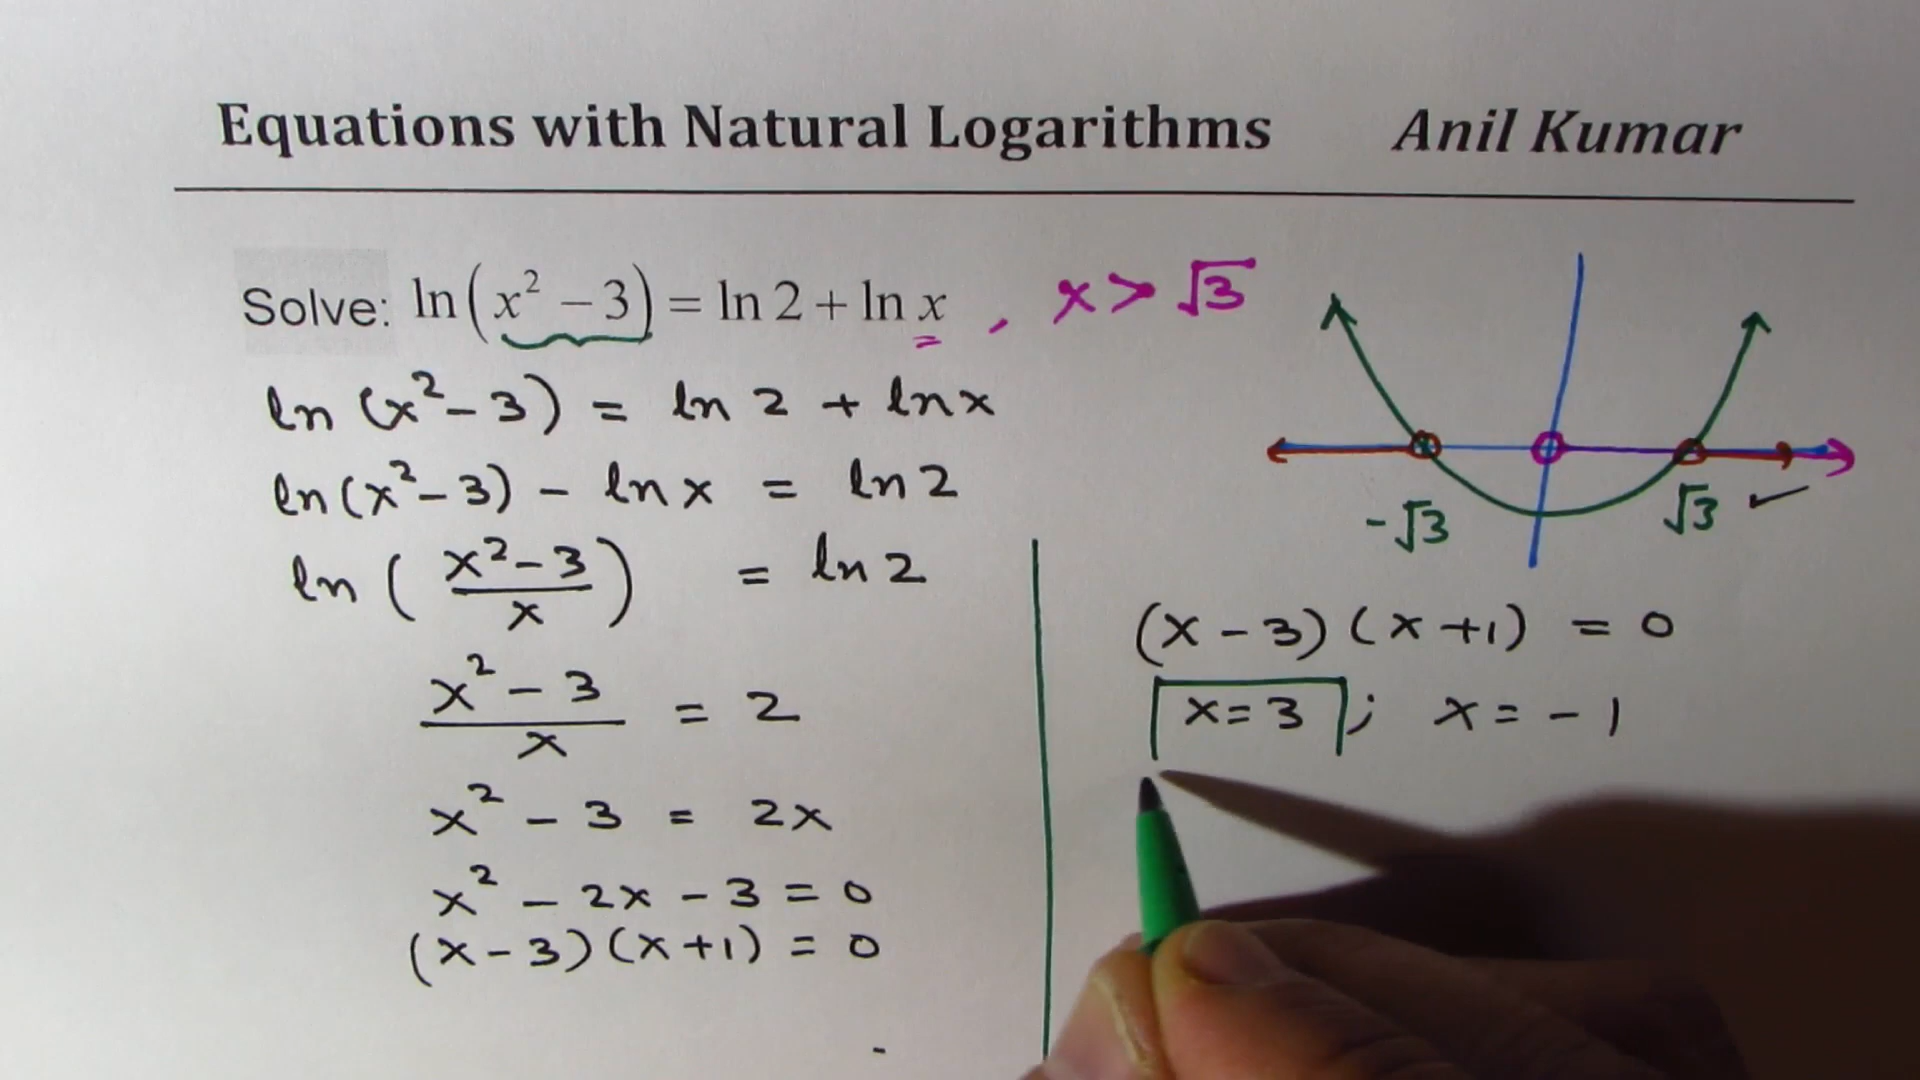 Equations with Natural Logarithms Anil Kumar
Solve: ln(x² − 3) = ln 2 + ln x , x > √3
ln (x² − 3) = ln 2 + ln x
ln (x² − 3) − ln x = ln 2
ln ( x² − 3 / x ) = ln 2
x² − 3 / x = 2
x² − 3 = 2x
x² − 2x − 3 = 0
(x − 3)(x + 1) = 0
-√3 √3 ✓
(x − 3)(x + 1) = 0
x = 3 ; x = − 1